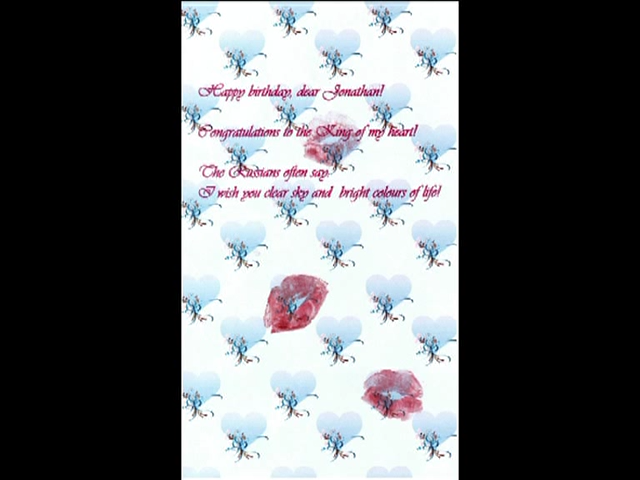 Happy birthday, dear Jonathan!
Congratulations to the King of my heart!
The Russians often say,
I wish you clear sky and bright colours of life!